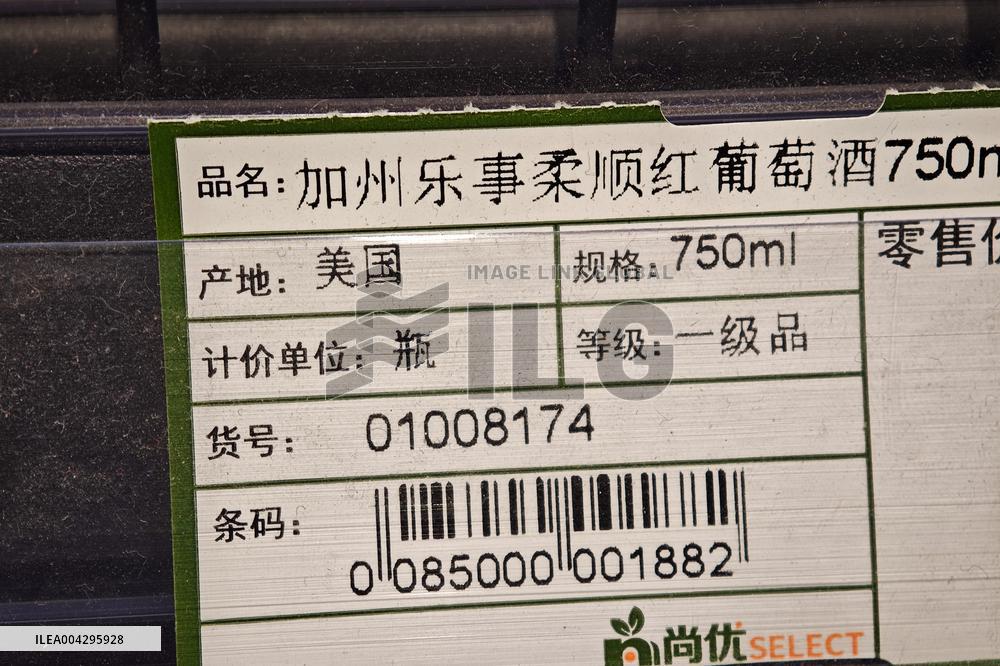 品名: 加州乐事柔顺红葡萄酒750m
产地: 美国 规格: 750ml 零售价
计价单位: 瓶 等级: 一级品
货号: 01008174
条码:
0 085000 001882
尚优SELECT
IMAGE LINK GLOBAL
ILG
ILEA004295928